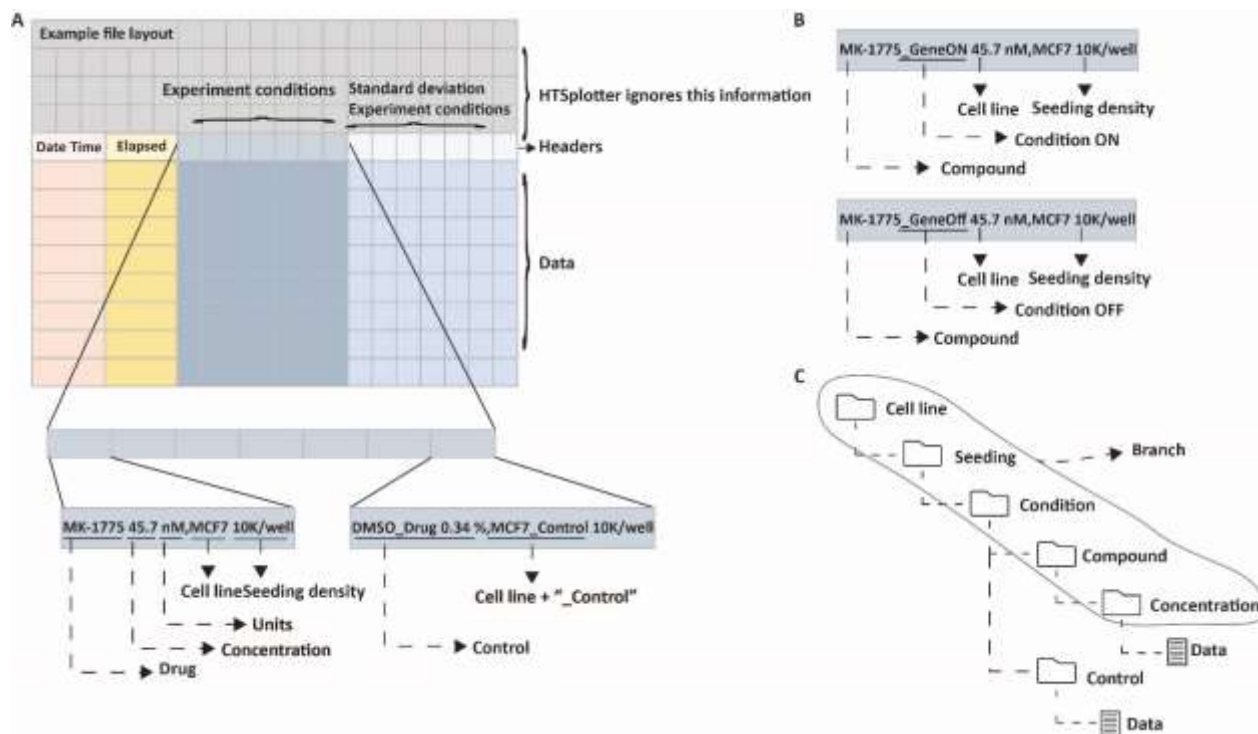 A
Example file layout
Experiment conditions
Standard deviation
Experiment conditions
HTSplotter ignores this information
Date Time
Elapsed
Headers
Data
MK-1775 45.7 nM,MCF7 10K/well
Cell line
Seeding density
Units
Concentration
Drug
DMSO_Drug 0.34 %,MCF7_Control 10K/well
Cell line + “_Control”
Control
B
MK-1775_GeneON 45.7 nM,MCF7 10K/well
Cell line
Seeding density
Condition ON
Compound
MK-1775_GeneOff 45.7 nM,MCF7 10K/well
Cell line
Seeding density
Condition OFF
Compound
C
Cell line
Seeding
Branch
Condition
Compound
Concentration
Data
Control
Data